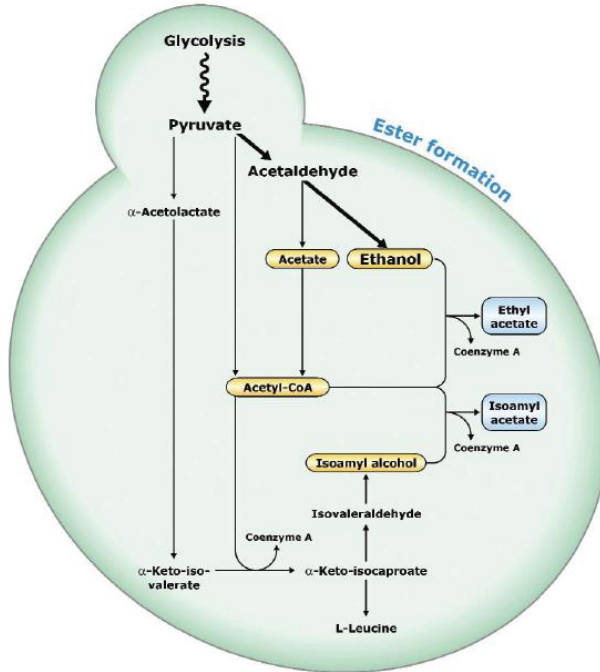 Glycolysis
Pyruvate
Ester formation
Acetaldehyde
α-Acetolactate
Acetate
Ethanol
Ethyl
acetate
Coenzyme A
Acetyl-CoA
Isoamyl
acetate
Coenzyme A
Isoamyl alcohol
Isovaleraldehyde
Coenzyme A
α-Keto-iso-
valerate
α-Keto-isocaproate
L-Leucine